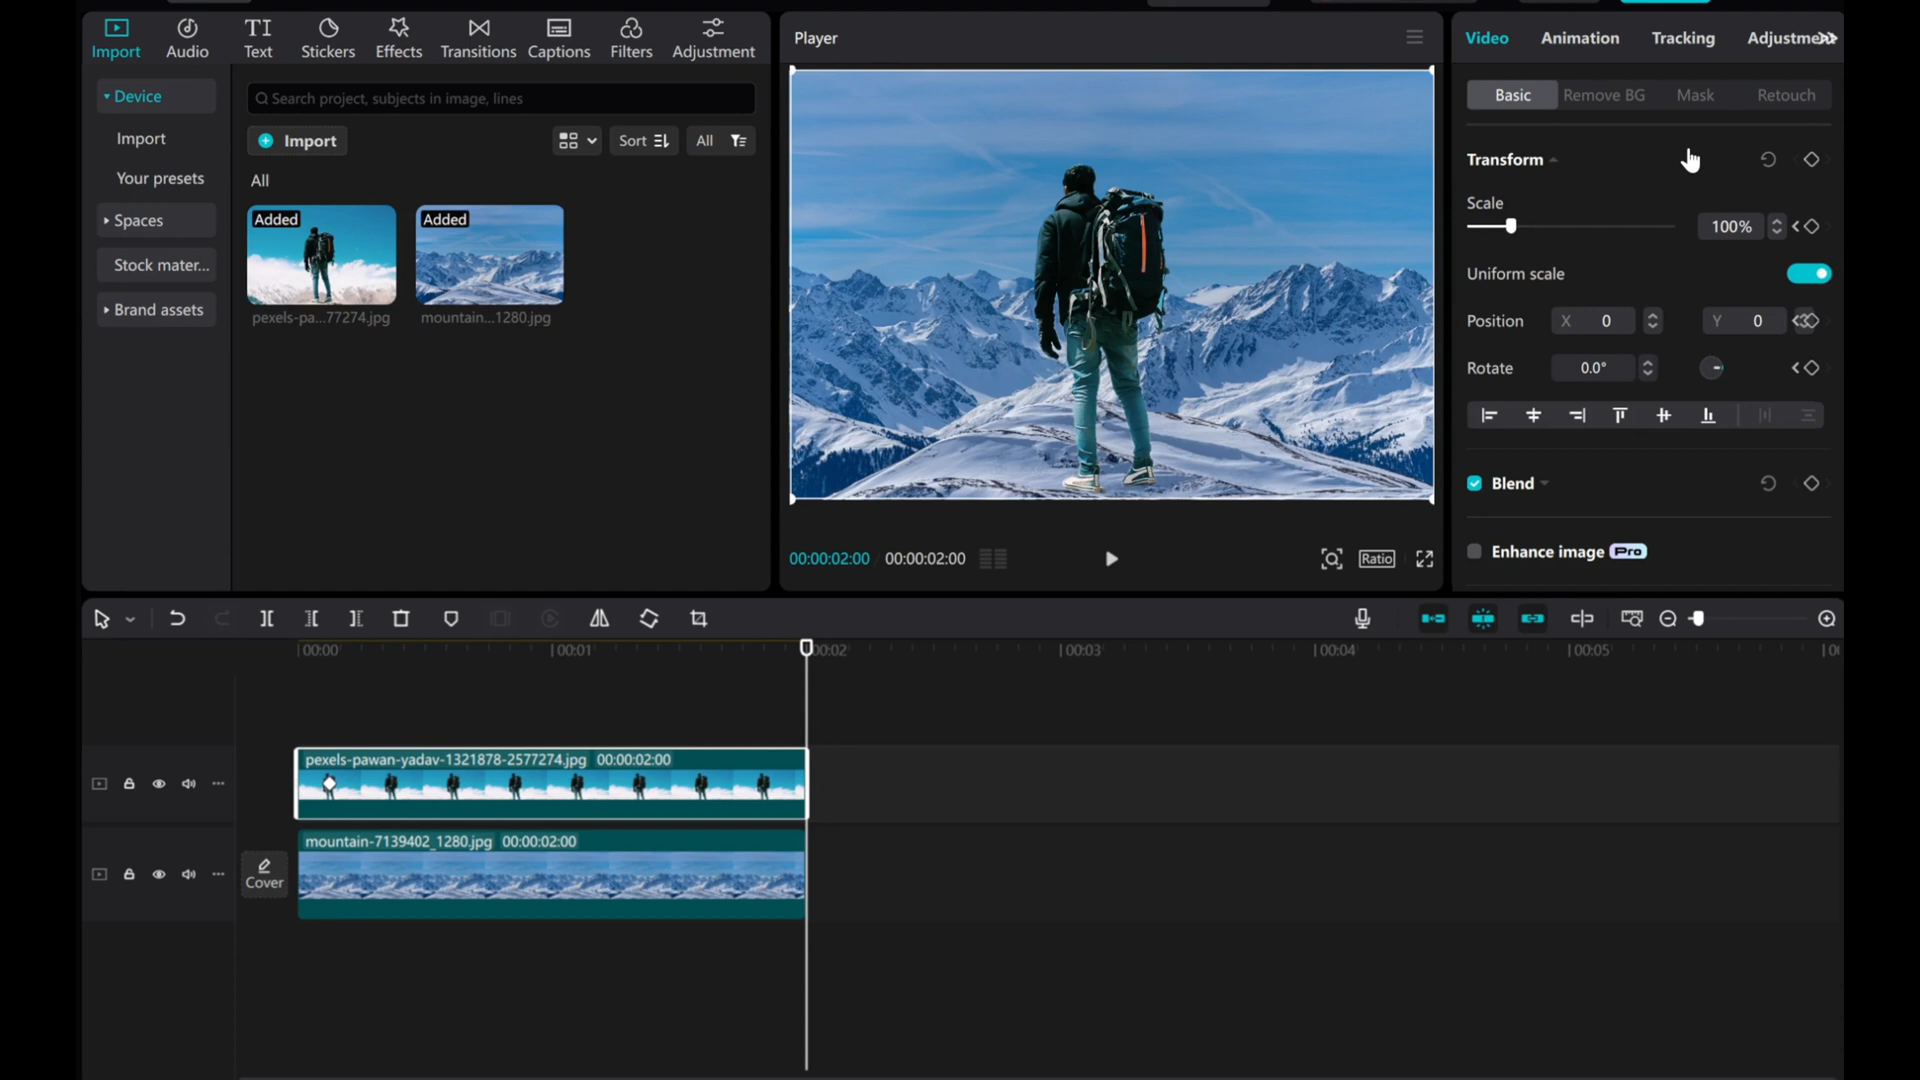 Import
Audio
Text
Stickers
Effects
Transitions
Captions
Filters
Adjustment
Device
Import
Your presets
Spaces
Stock mater...
Brand assets
Search project, subjects in image, lines
Import
Sort
All
All
Added
pexels-pa...77274.jpg
Added
mountain...1280.jpg
Player
00:00:02:00
00:00:02:00
Ratio
Video
Animation
Tracking
Adjustment
Basic
Remove BG
Mask
Retouch
Transform
Scale
100%
Uniform scale
Position
X 0
Y 0
Rotate
0.0°
Blend
Enhance image Pro
00:00
00:01
00:02
00:03
00:04
00:05
pexels-pawan-yadav-1321878-2577274.jpg 00:00:02:00
mountain-7139402_1280.jpg 00:00:02:00
Cover